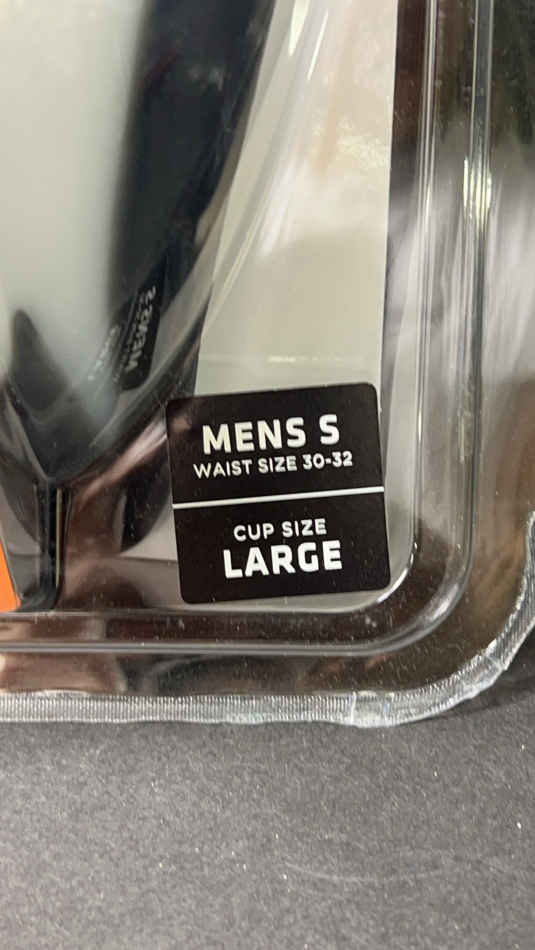 MENS S
WAIST SIZE 30-32
CUP SIZE
LARGE